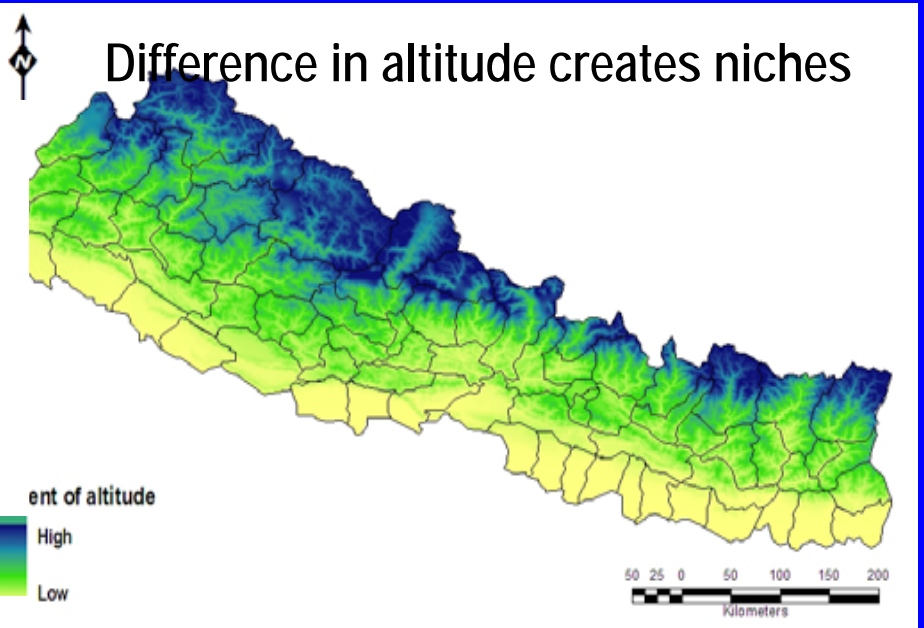 N
Difference in altitude creates niches
ent of altitude
High
Low
50 25 0 50 100 150 200
Kilometers